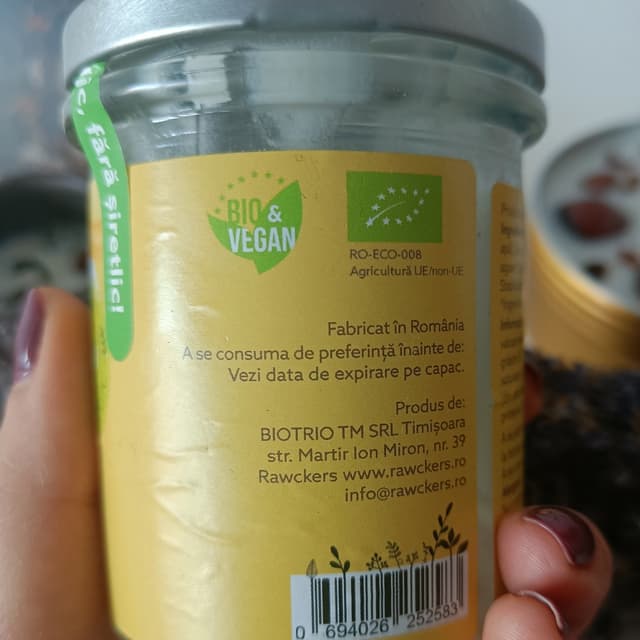 fără șiretlic!
BIO &
VEGAN
RO-ECO-008
Agricultură UE/non-UE
Fabricat în România
A se consuma de preferință înainte de:
Vezi data de expirare pe capac.
Produs de:
BIOTRIO TM SRL Timișoara
str. Martir Ion Miron, nr. 39
Rawckers www.rawckers.ro
info@rawckers.ro
0 694026 252583